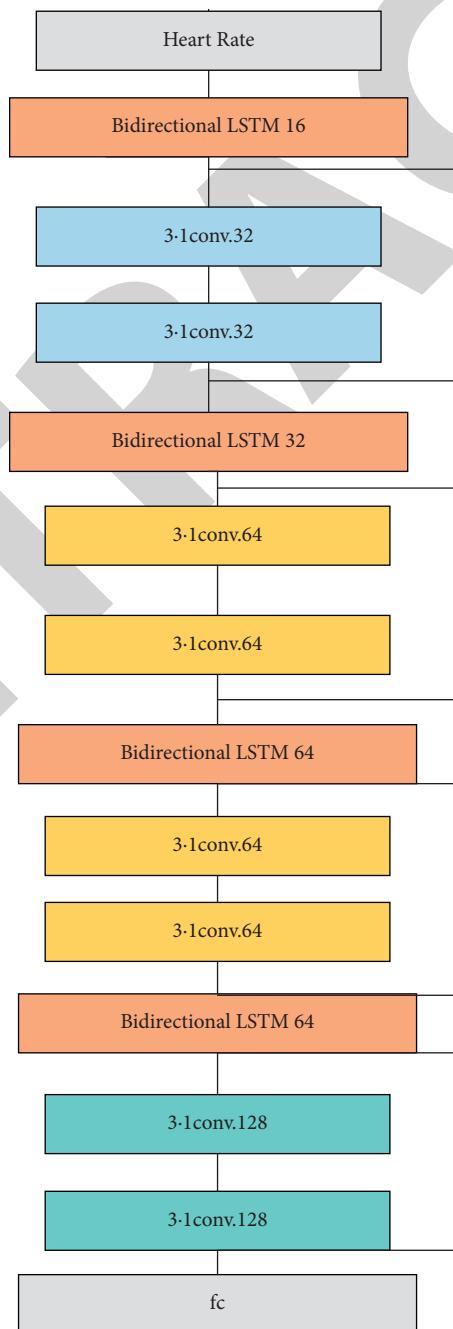 Heart Rate
Bidirectional LSTM 16
3·1conv.32
3·1conv.32
Bidirectional LSTM 32
3·1conv.64
3·1conv.64
Bidirectional LSTM 64
3·1conv.64
3·1conv.64
Bidirectional LSTM 64
3·1conv.128
3·1conv.128
fc